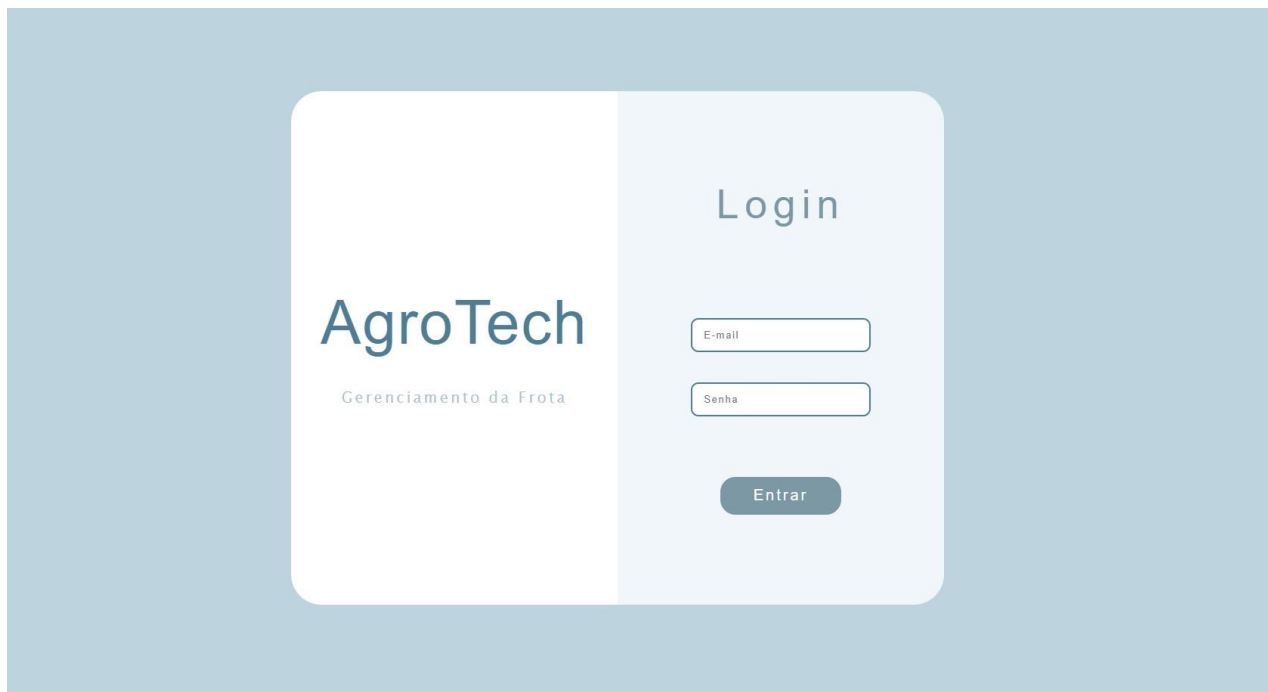 AgroTech
Gerenciamento da Frota
Login
E-mail
Senha
Entrar